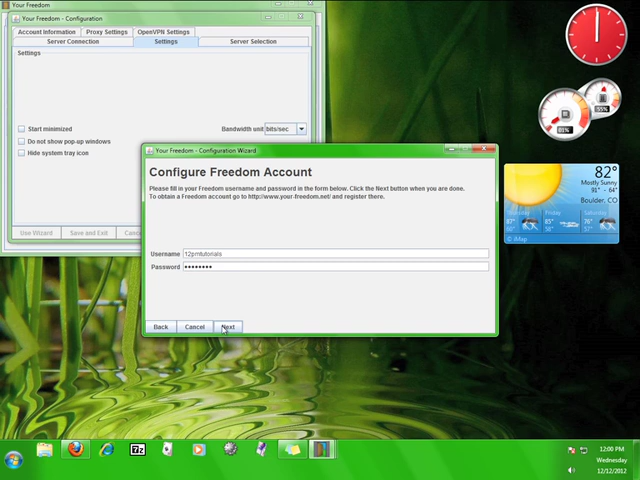 Your Freedom
Your Freedom - Configuration
Account Information Proxy Settings OpenVPN Settings
Server Connection Settings Server Selection
Settings
Start minimized Bandwidth unit bits/sec
Do not show pop-up windows
Hide system tray icon
Use Wizard Save and Exit
Your Freedom - Configuration Wizard
Configure Freedom Account
Please fill in your Freedom username and password in the form below. Click the Next button when you are done.
To obtain a Freedom account go to http://www.your-freedom.net/ and register there.
Username 12pmtutorials
Password ••••••••
Back Cancel Next
82°
Mostly Sunny
91° - 64°
Boulder, CO
Friday Saturday
© iMap
7z
12:00 PM
Wednesday
12/12/2012